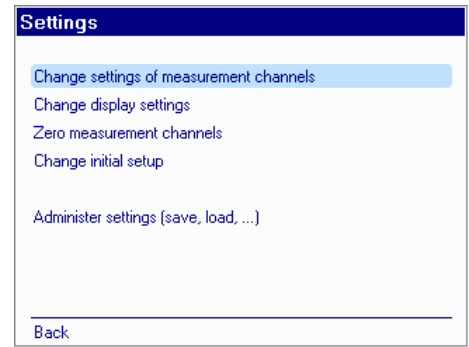 Settings
Change settings of measurement channels
Change display settings
Zero measurement channels
Change initial setup
Administer settings (save, load, ...)
Back